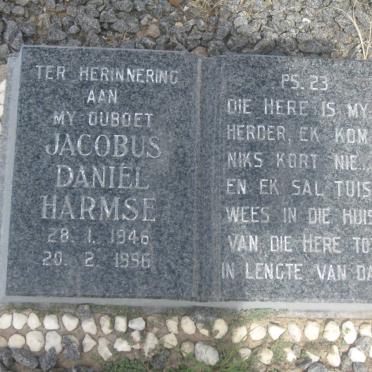 TER HERINNERING
AAN
MY OUBOET
JACOBUS
DANIËL
HARMSE
28. 1. 1946
20. 2. 1996
PS. 23
DIE HERE IS MY
HERDER, EK KOM
NIKS KORT NIE...
EN EK SAL TUIS
WEES IN DIE HUIS
VAN DIE HERE TO
IN LENGTE VAN DA